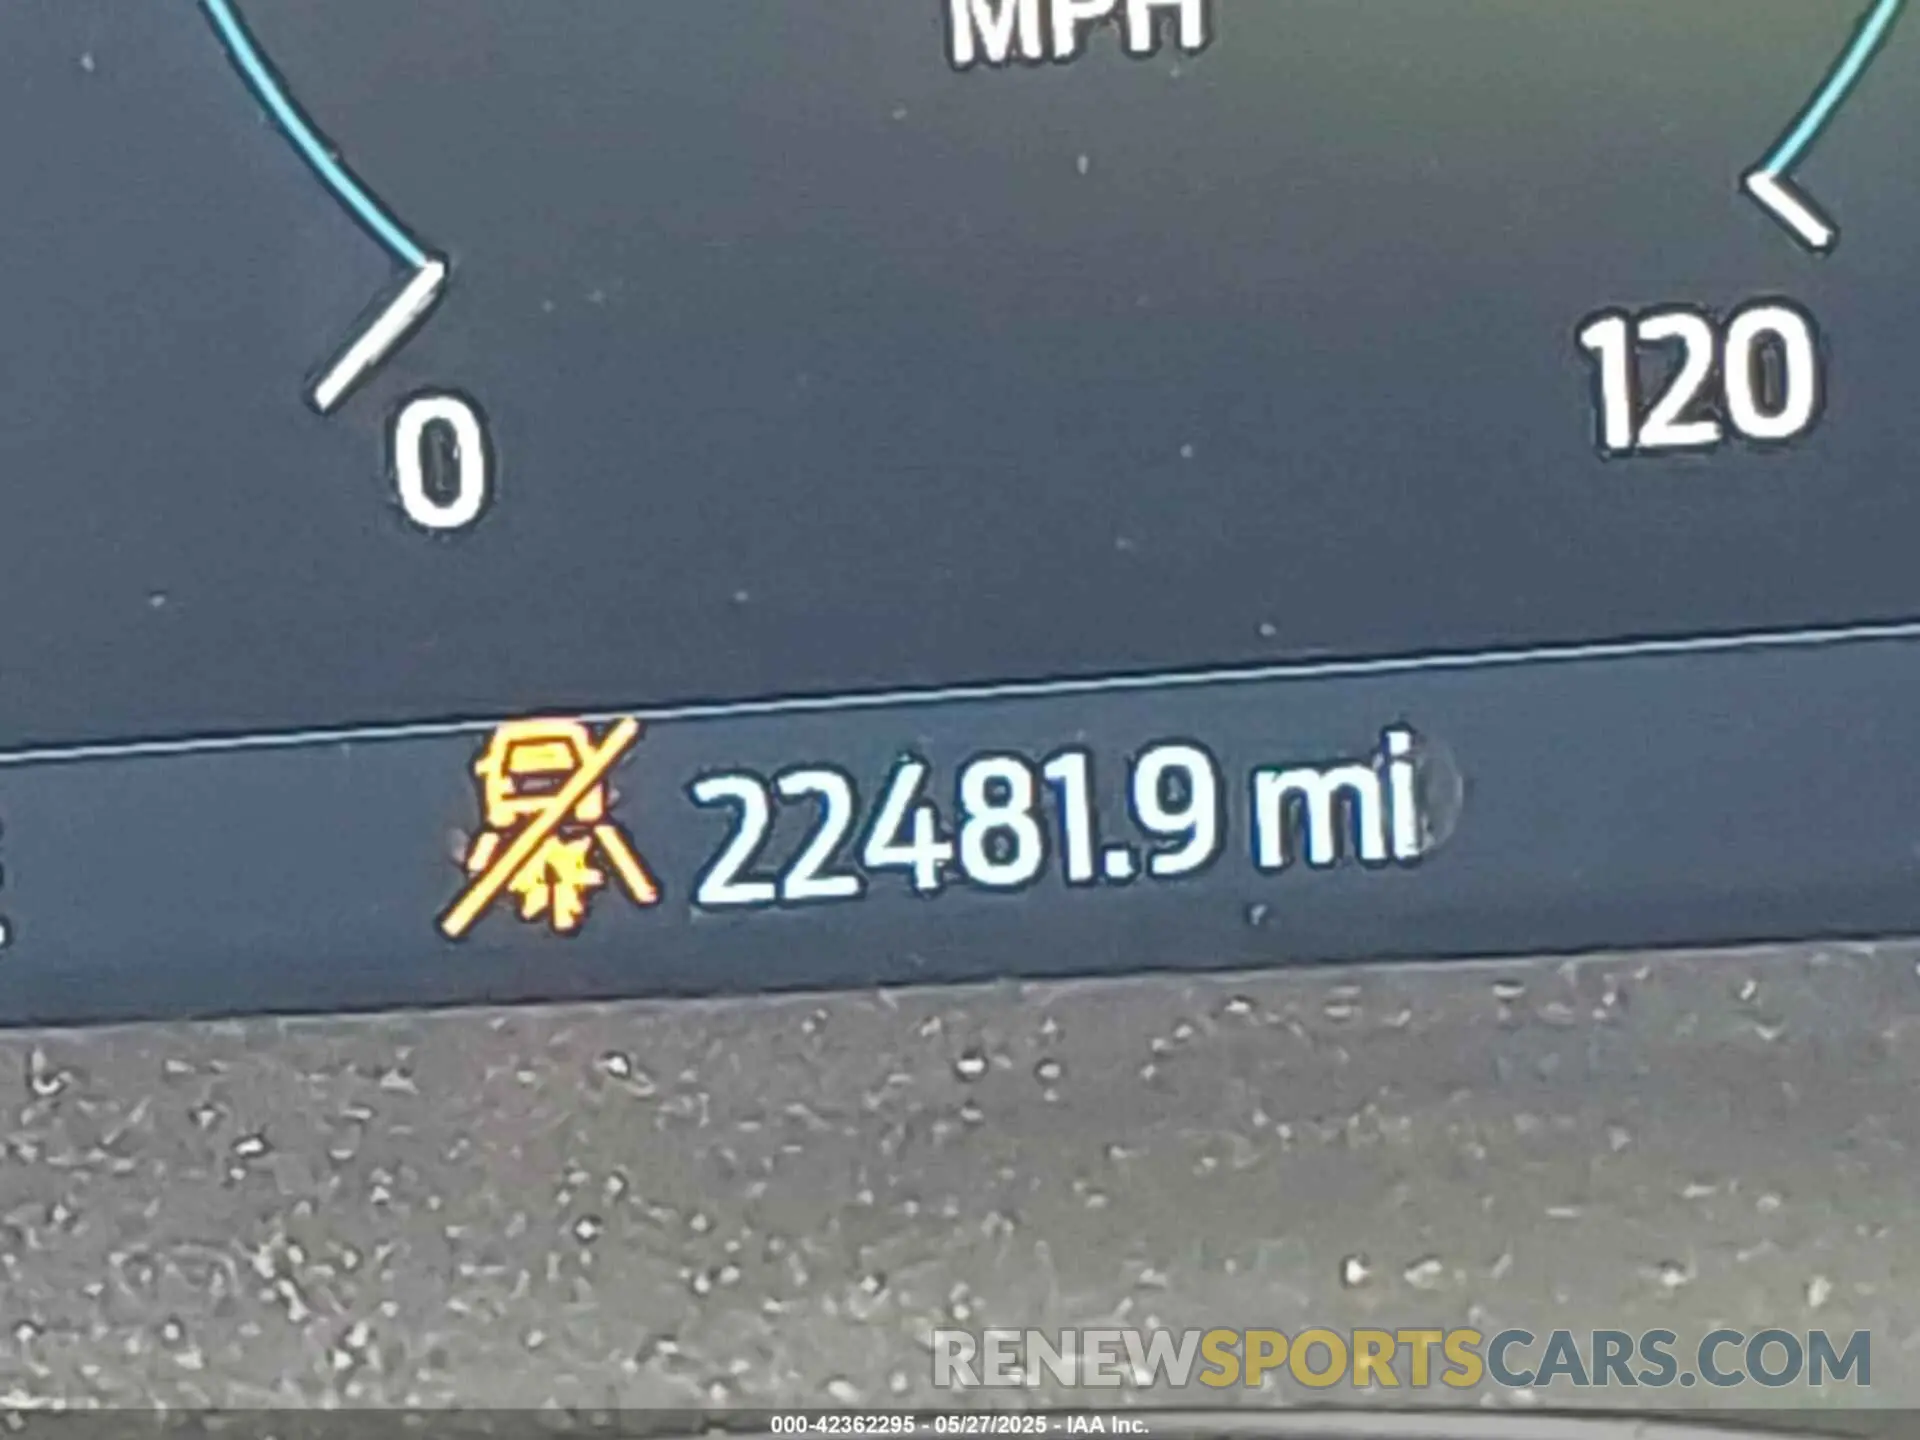 MPH
0
120
22481.9 mi
RENEWSPORTSCARS.COM
000-42362295 - 05/27/2025 - IAA Inc.